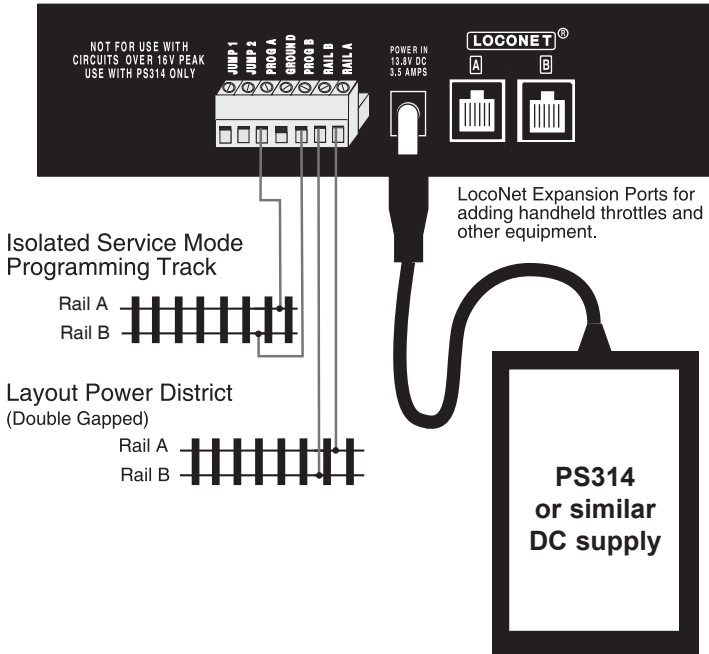 NOT FOR USE WITH
CIRCUITS OVER 16V PEAK
USE WITH PS314 ONLY
JUMP 1
JUMP 2
PROG A
GROUND
PROG B
RAIL B
RAIL A
POWER IN
13.8V DC
3.5 AMPS
LOCONET®
A
B
LocoNet Expansion Ports for
adding handheld throttles and
other equipment.
Isolated Service Mode
Programming Track
Rail A
Rail B
Layout Power District
(Double Gapped)
Rail A
Rail B
PS314
or similar
DC supply